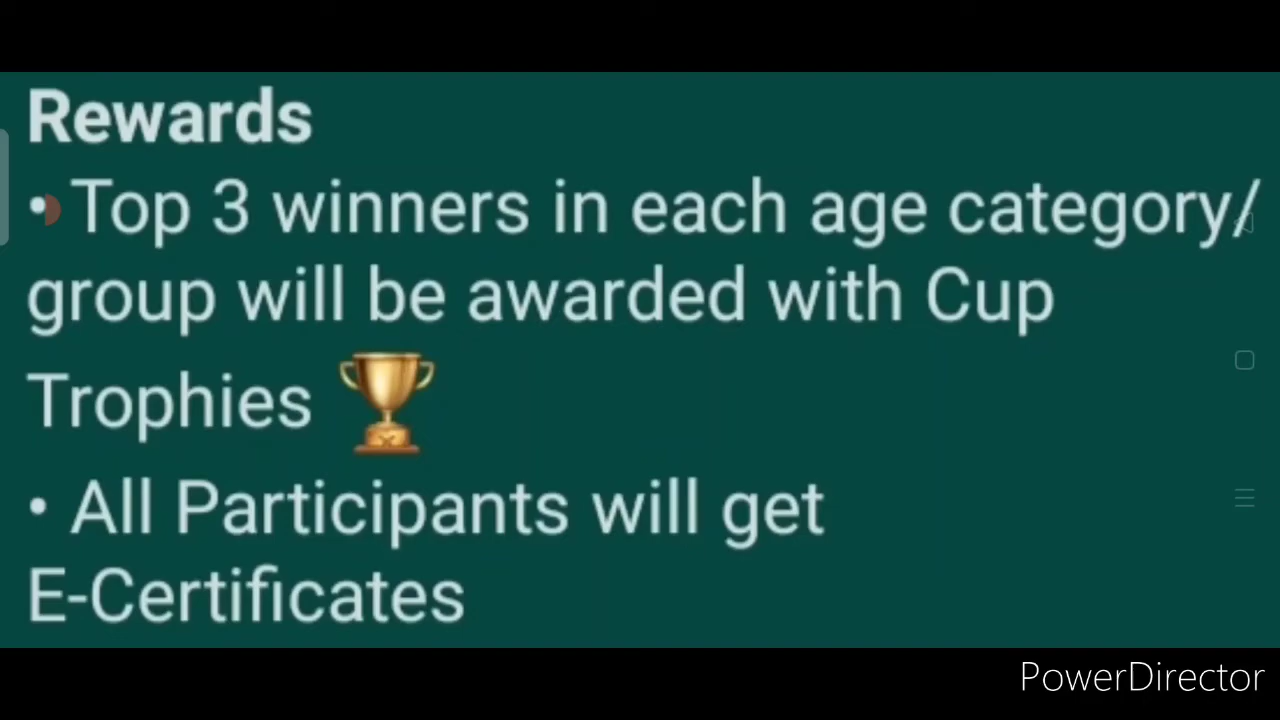 Rewards
• Top 3 winners in each age category/
group will be awarded with Cup
Trophies 🏆
• All Participants will get
E-Certificates
PowerDirector